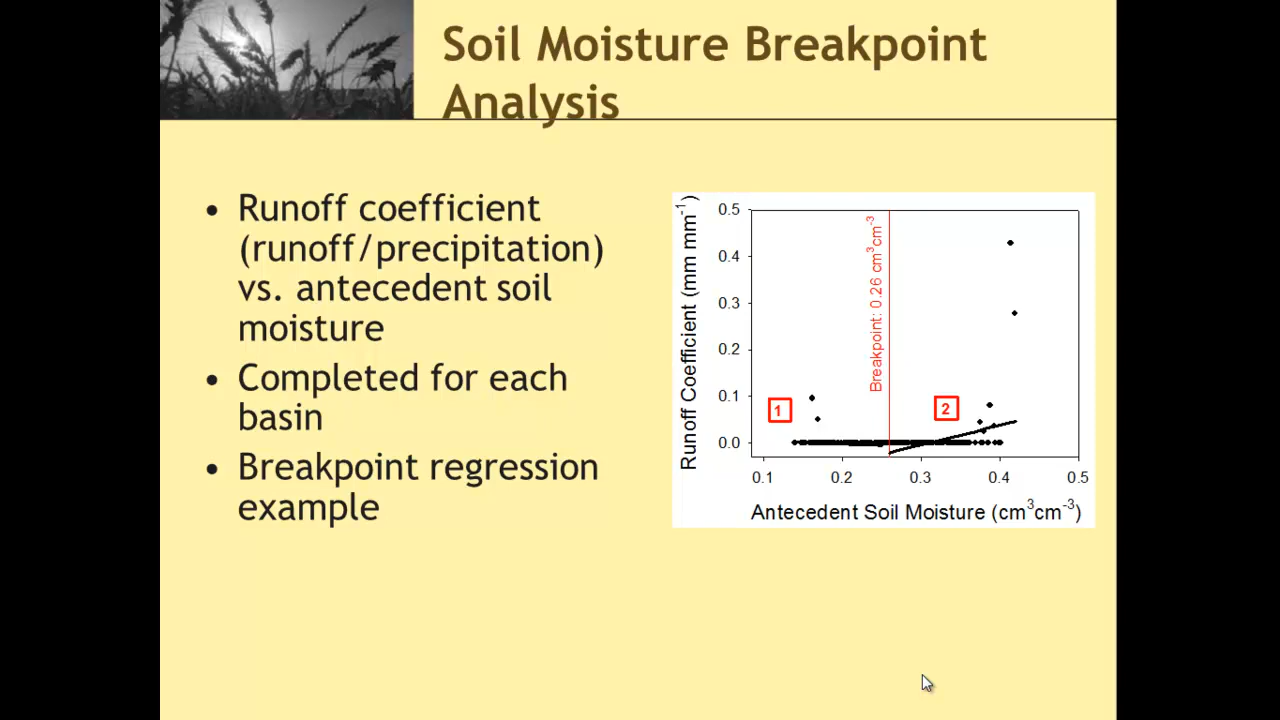 Soil Moisture Breakpoint
Analysis
• Runoff coefficient
(runoff/precipitation)
vs. antecedent soil
moisture
• Completed for each
basin
• Breakpoint regression
example
Runoff Coefficient (mm mm⁻¹)
0.5
0.4
0.3
0.2
0.1
0.0
Breakpoint: 0.26 cm³cm⁻³
1
2
0.1 0.2 0.3 0.4 0.5
Antecedent Soil Moisture (cm³cm⁻³)